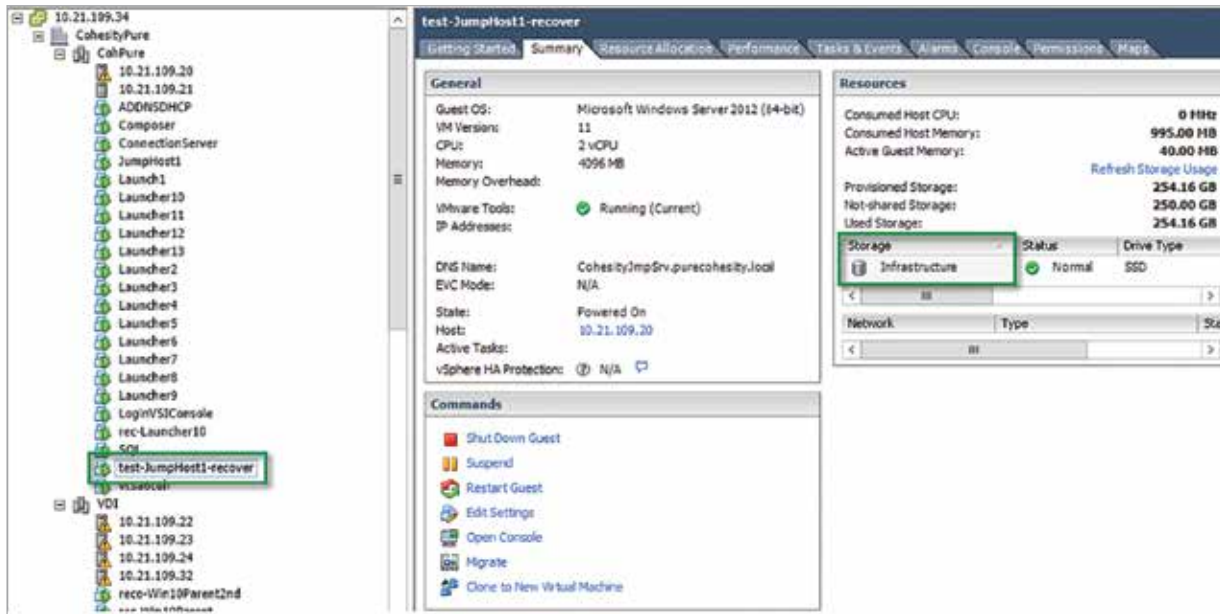 10.21.109.34
CohesityPure
CohPure
10.21.109.20
10.21.109.21
ADDNSDHCP
Composer
ConnectionServer
JumpHost1
Launch1
Launcher10
Launcher11
Launcher12
Launcher13
Launcher2
Launcher3
Launcher4
Launcher5
Launcher6
Launcher7
Launcher8
Launcher9
LoginVSIConsole
rec-Launcher10
SQL
test-JumpHost1-recover
VDI
10.21.109.22
10.21.109.23
10.21.109.24
10.21.109.32
reco-Win10Parent2nd
rec-Win10Parent
test-JumpHost1-recover
Getting Started Summary Resource Allocation Performance Tasks & Events Alarms Console Permissions Maps
General
Guest OS: Microsoft Windows Server 2012 (64-bit)
VM Version: 11
CPU: 2 vCPU
Memory: 4096 MB
Memory Overhead:
VMware Tools: Running (Current)
IP Addresses:
DNS Name: CohesityJmpSrv.purecohesity.local
EVC Mode: N/A
State: Powered On
Host: 10.21.109.20
Active Tasks:
vSphere HA Protection: N/A
Commands
Shut Down Guest
Suspend
Restart Guest
Edit Settings
Open Console
Migrate
Clone to New Virtual Machine
Resources
Consumed Host CPU: 0 MHz
Consumed Host Memory: 995.00 MB
Active Guest Memory: 40.00 MB
Refresh Storage Usage
Provisioned Storage: 254.16 GB
Not-shared Storage: 250.00 GB
Used Storage: 254.16 GB
Storage Status Drive Type
Infrastructure Normal SSD
Network Type Sta